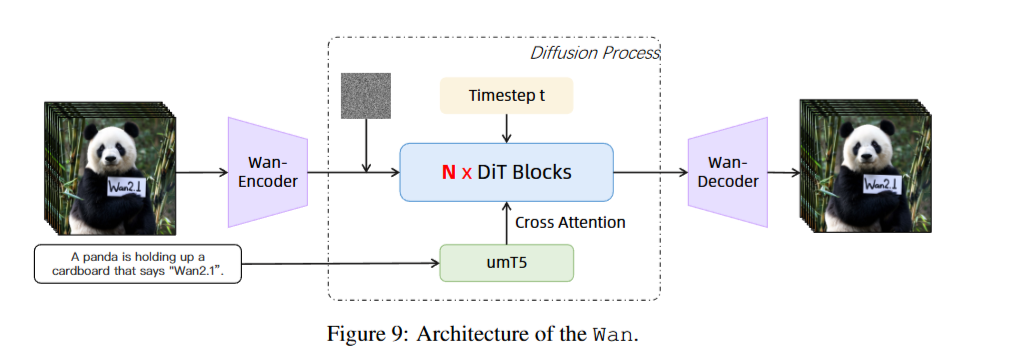 Diffusion Process
Timestep t
Wan-
Encoder
N x DiT Blocks
Wan-
Decoder
Wan2.1
Wan2.1
Cross Attention
A panda is holding up a
cardboard that says "Wan2.1”.
umT5
Figure 9: Architecture of the Wan.